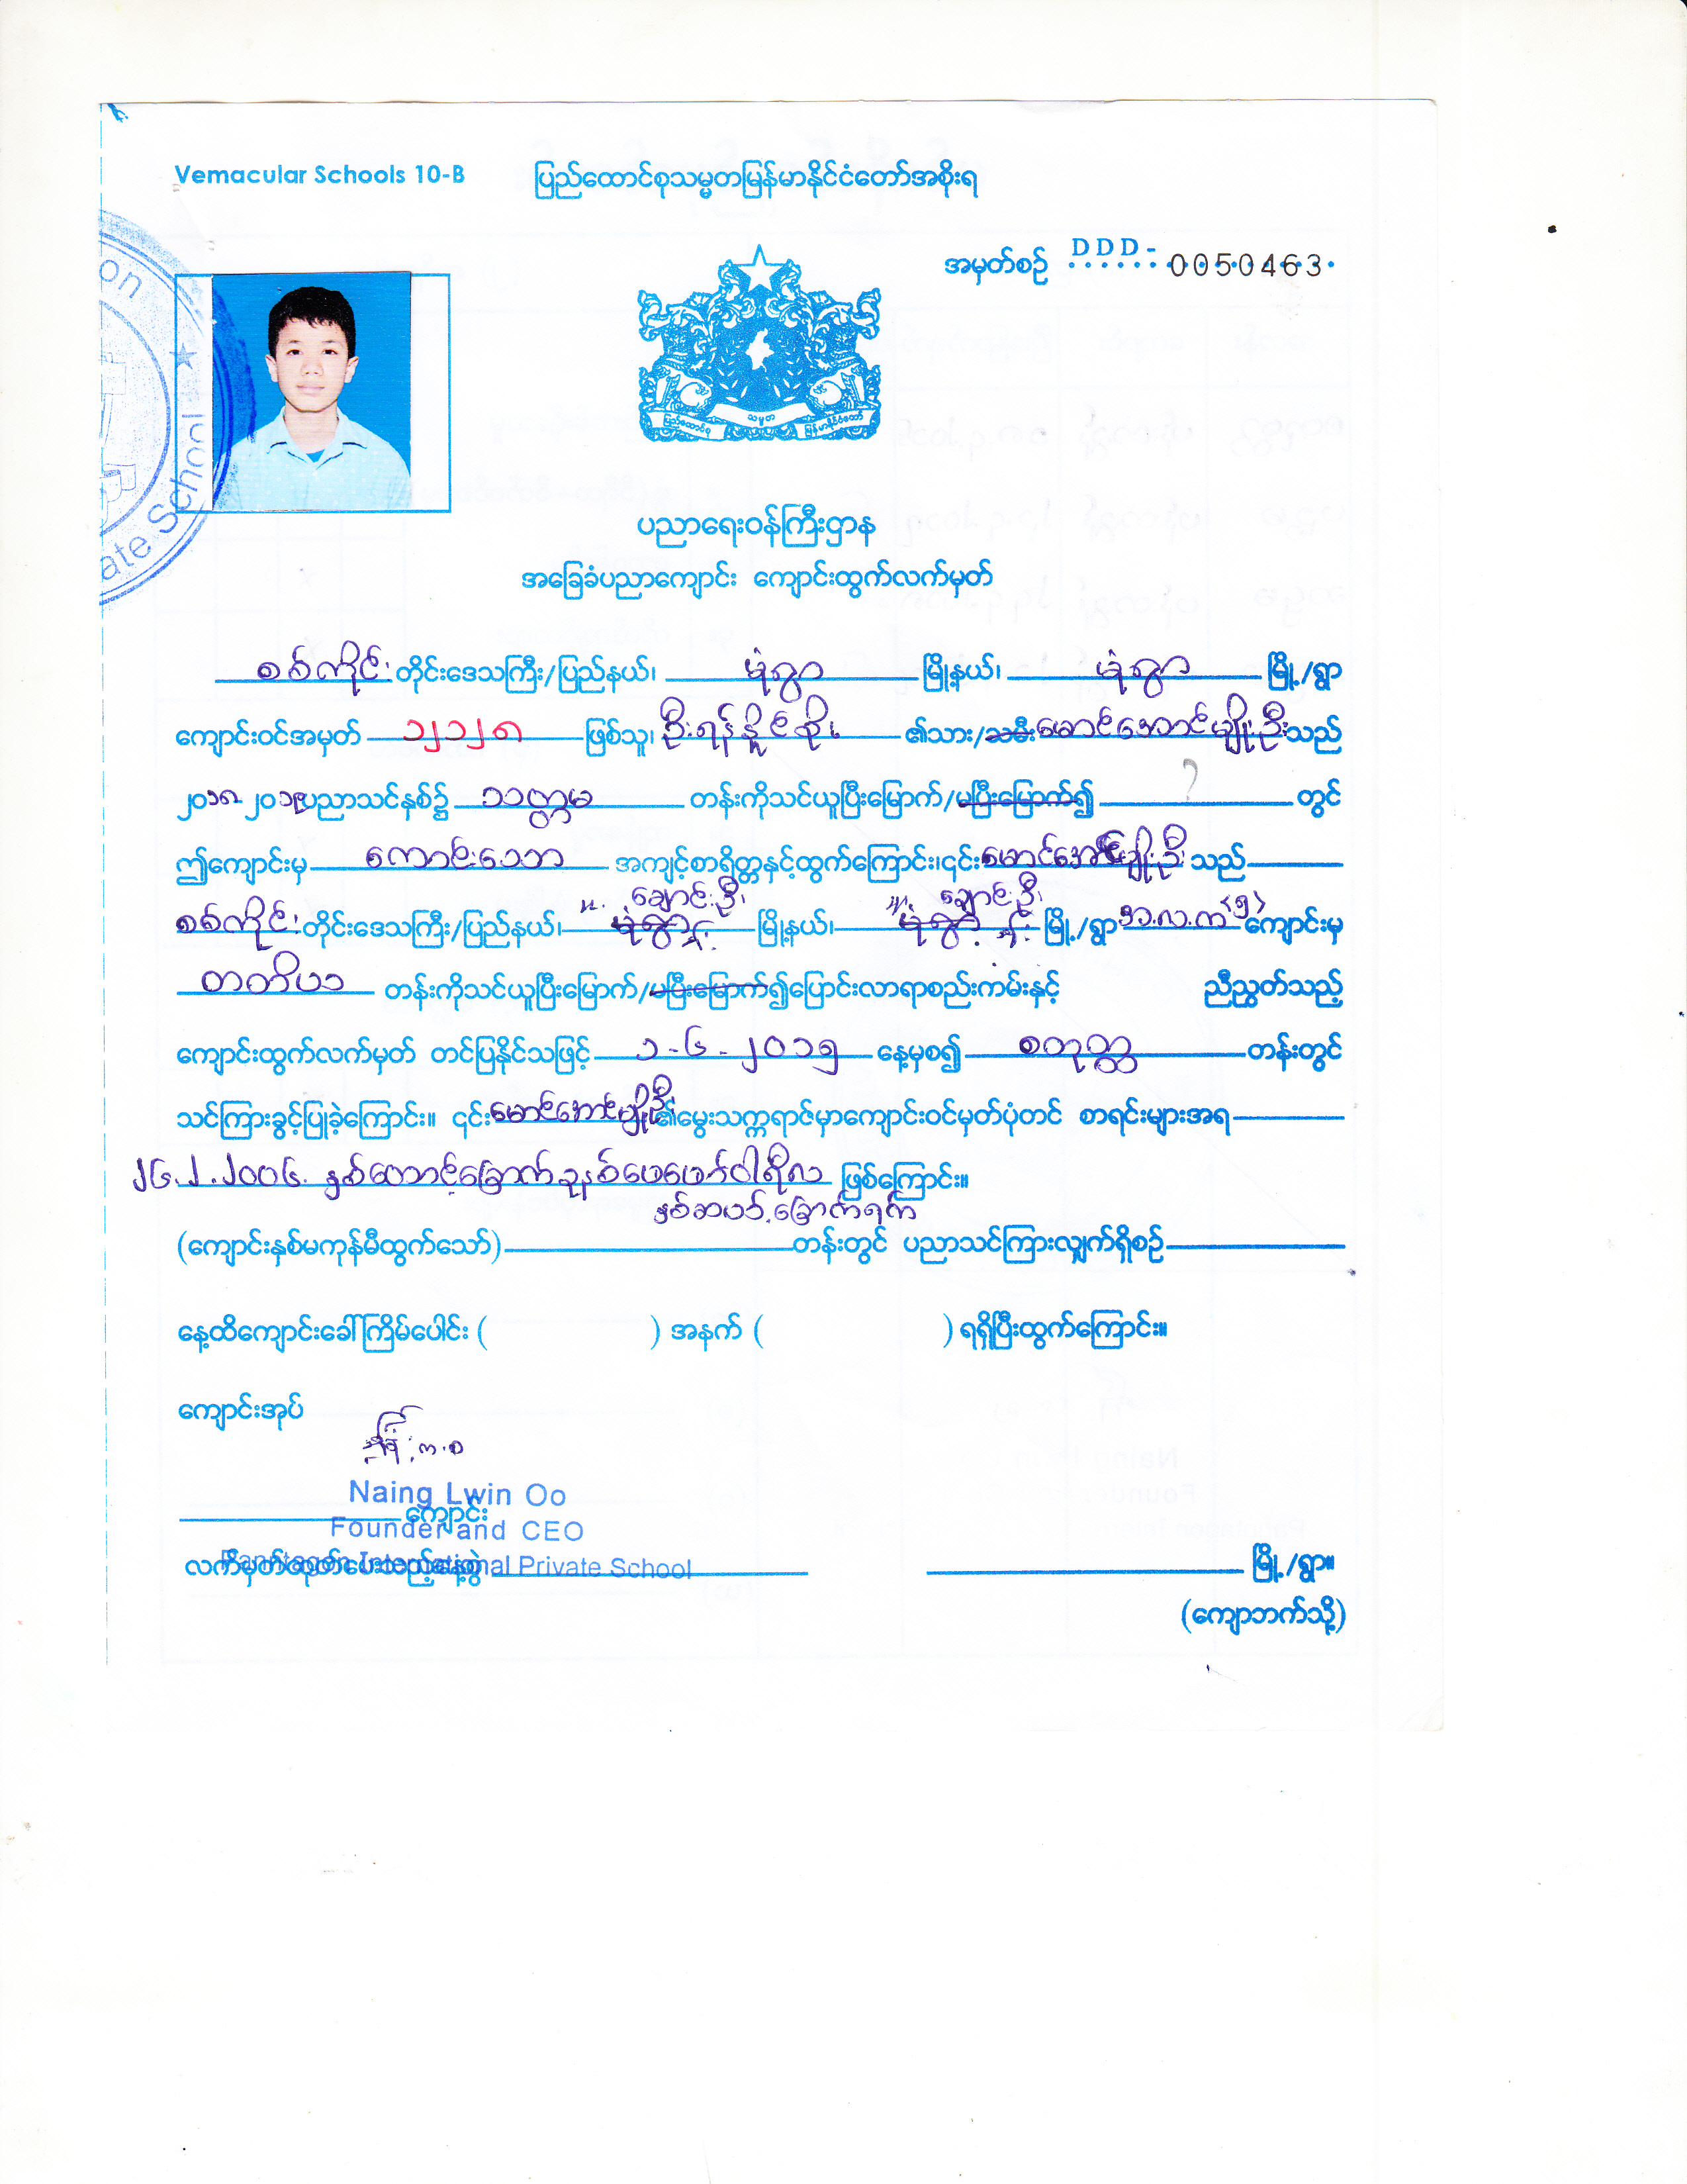 Vernacular Schools 10-B ပြည်ထောင်စုသမ္မတမြန်မာနိုင်ငံတော်အစိုးရ
အမှတ်စဉ် DDD-0050463
on
ate School
ပြည်ထောင်စု သမ္မတ မြန်မာနိုင်ငံတော်
ပညာရေးဝန်ကြီးဌာန
အခြေခံပညာကျောင်း ကျောင်းထွက်လက်မှတ်
စစ်ကိုင်းတိုင်းဒေသကြီး/ပြည်နယ်၊ မုံရွာ မြို့နယ်၊ မုံရွာ မြို့/ရွာ
ကျောင်းဝင်အမှတ် ၁၂၁၂၈ ဖြစ်သူ၊ ဦးရန်နိုင်စိုး ၏သား/သမီး မောင်အောင်မျိုးဦး သည်
၂၀၁၈-၂၀၁၉ ပညာသင်နှစ်၌ သတ္တမ တန်းကိုသင်ယူပြီးမြောက်/မပြီးမြောက်၍ တွင်
ဤကျောင်းမှ ကောင်းသော အကျင့်စာရိတ္တနှင့်ထွက်ကြောင်း၊ ၎င်း မောင်အောင်မျိုးဦး သည်
ချောင်းဦး ချောင်းဦး
စစ်ကိုင်းတိုင်းဒေသကြီး/ပြည်နယ်၊ မုံရွာ မြို့နယ်၊ မုံရွာ မြို့/ရွာ အ.လ.က (၅) ကျောင်းမှ
တတိယ တန်းကိုသင်ယူပြီးမြောက်/မပြီးမြောက်၍ပြောင်းလာရာစည်းကမ်းနှင့် ညီညွတ်သည့်
ကျောင်းထွက်လက်မှတ် တင်ပြနိုင်သဖြင့် ၁-၆-၂၀၁၅ နေ့မှစ၍ စတုတ္ထ တန်းတွင်
သင်ကြားခွင့်ပြုခဲ့ကြောင်း။ ၎င်း မောင်အောင်မျိုးဦး ၏မွေးသက္ကရာဇ်မှာကျောင်းဝင်မှတ်ပုံတင် စာရင်းများအရ
၂၆.၂.၂၀၀၆. နှစ်ထောင့်ခြောက်ခုနှစ်ဖေဖော်ဝါရီလ ဖြစ်ကြောင်း။
နှစ်ဆယ့်ခြောက်ရက်
(ကျောင်းနှစ်မကုန်မီထွက်သော်) တန်းတွင် ပညာသင်ကြားလျှက်ရှိစဉ်
နေ့ထိကျောင်းခေါ်ကြိမ်ပေါင်း ( ) အနက် ( ) ရရှိပြီးထွက်ကြောင်း။
ကျောင်းအုပ်
Naing Lwin Oo
ကျောင်း
Founder and CEO
International Private School
လက်မှတ်ထုတ်ပေးသည့်နေ့စွဲ မြို့/ရွာ။
(ကျောဘက်သို့)